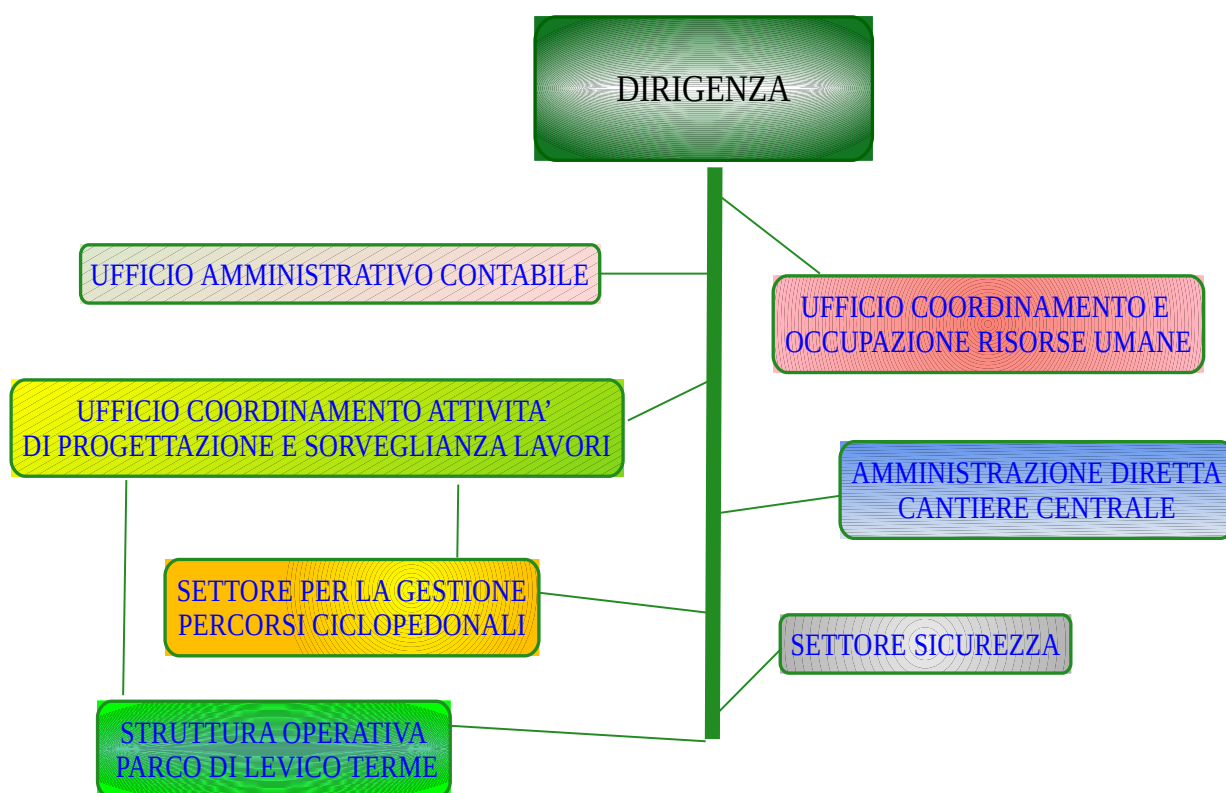 DIRIGENZA
UFFICIO AMMINISTRATIVO CONTABILE
UFFICIO COORDINAMENTO E
OCCUPAZIONE RISORSE UMANE
UFFICIO COORDINAMENTO ATTIVITA’
DI PROGETTAZIONE E SORVEGLIANZA LAVORI
AMMINISTRAZIONE DIRETTA
CANTIERE CENTRALE
SETTORE PER LA GESTIONE
PERCORSI CICLOPEDONALI
SETTORE SICUREZZA
STRUTTURA OPERATIVA
PARCO DI LEVICO TERME